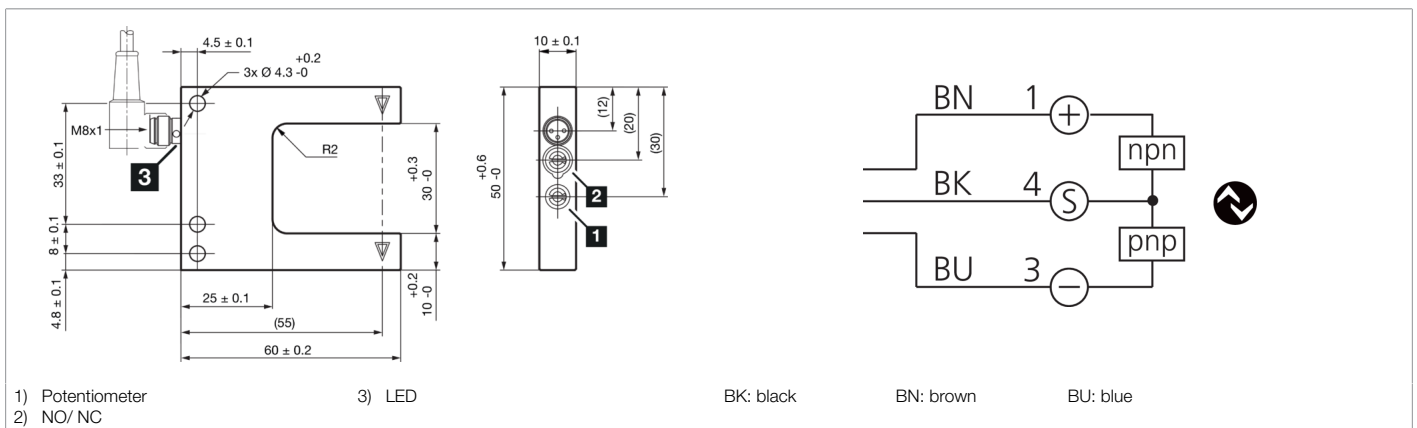 4.5 ± 0.1
+0.2
3x Ø 4.3 -0
M8x1
33 ± 0.1
3
R2
+0.3
30 -0
8 ± 0.1
4.8 ± 0.1
25 ± 0.1
+0.2
10 -0
(55)
60 ± 0.2
10 ± 0.1
(12)
(20)
(30)
+0.6
50 -0
2
1
BN 1 +
npn
BK 4 S
pnp
BU 3 −
1) Potentiometer 3) LED BK: black BN: brown BU: blue
2) NO/ NC